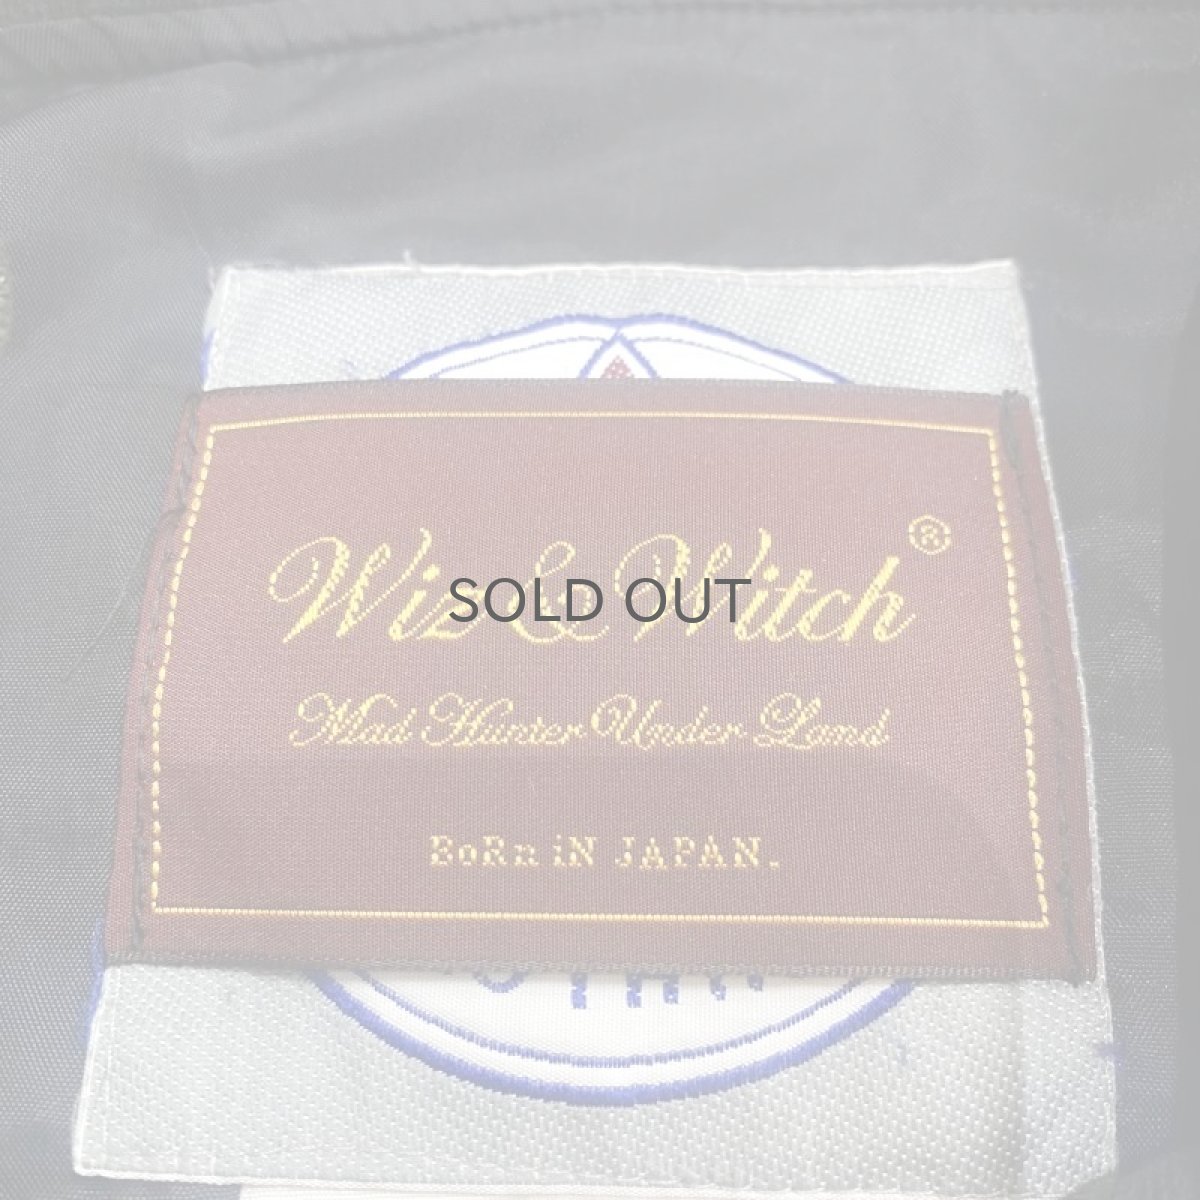 Wiz & Witch®
SOLD OUT
Mad Hunter Under Land
BoRn iN JAPAN.